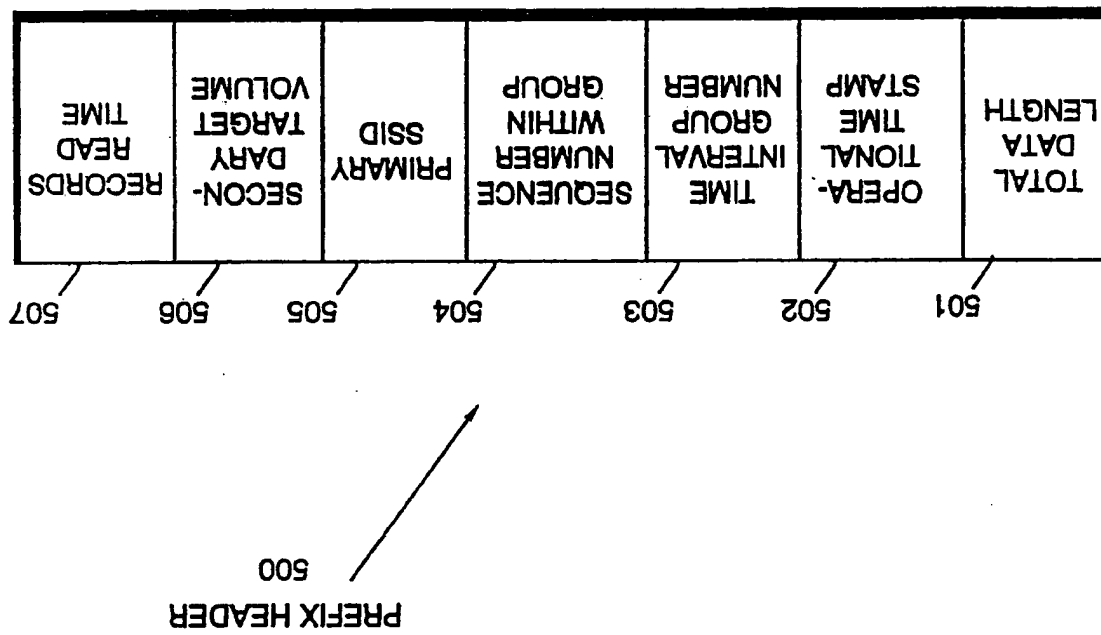 PREFIX HEADER
500
501
502
503
504
505
506
507
TOTAL
DATA
LENGTH
OPERA-
TIONAL
TIME
STAMP
TIME
INTERVAL
GROUP
NUMBER
SEQUENCE
NUMBER
WITHIN
GROUP
PRIMARY
SSID
SECON-
DARY
TARGET
VOLUME
RECORDS
READ
TIME